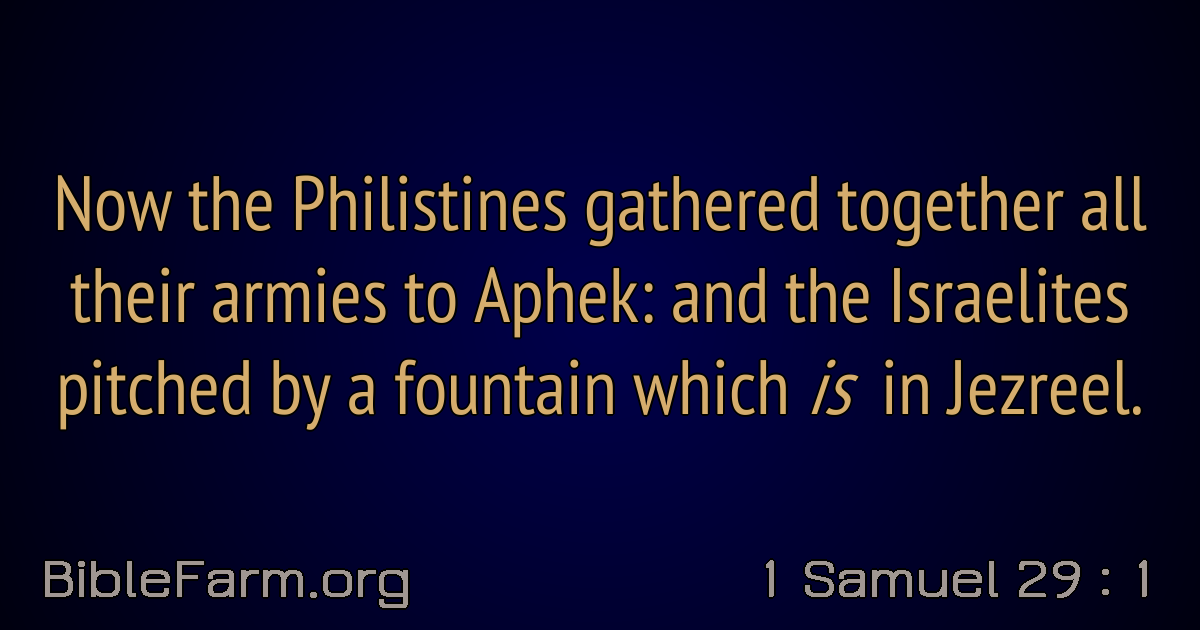 Now the Philistines gathered together all
their armies to Aphek: and the Israelites
pitched by a fountain which is in Jezreel.
BibleFarm.org
1 Samuel 29 : 1